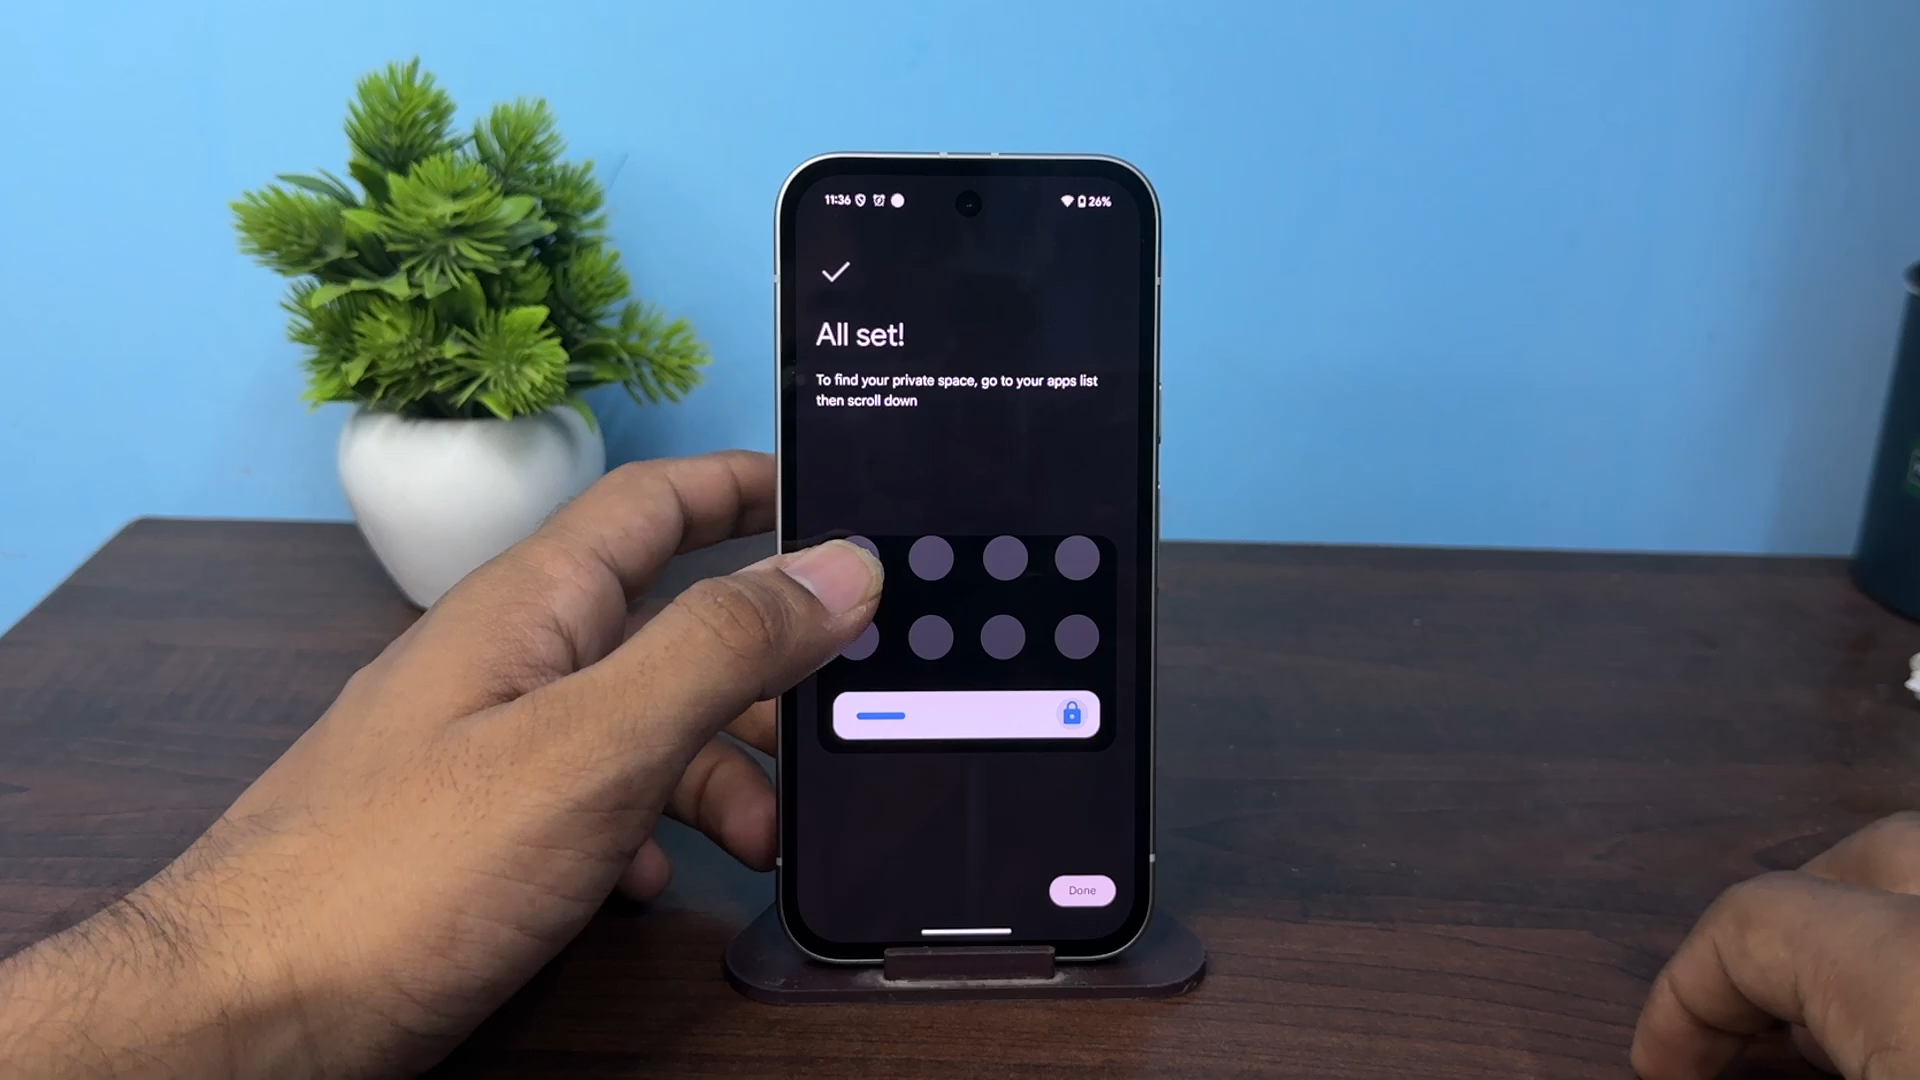 11:36
26%
All set!
To find your private space, go to your apps list
then scroll down
Done